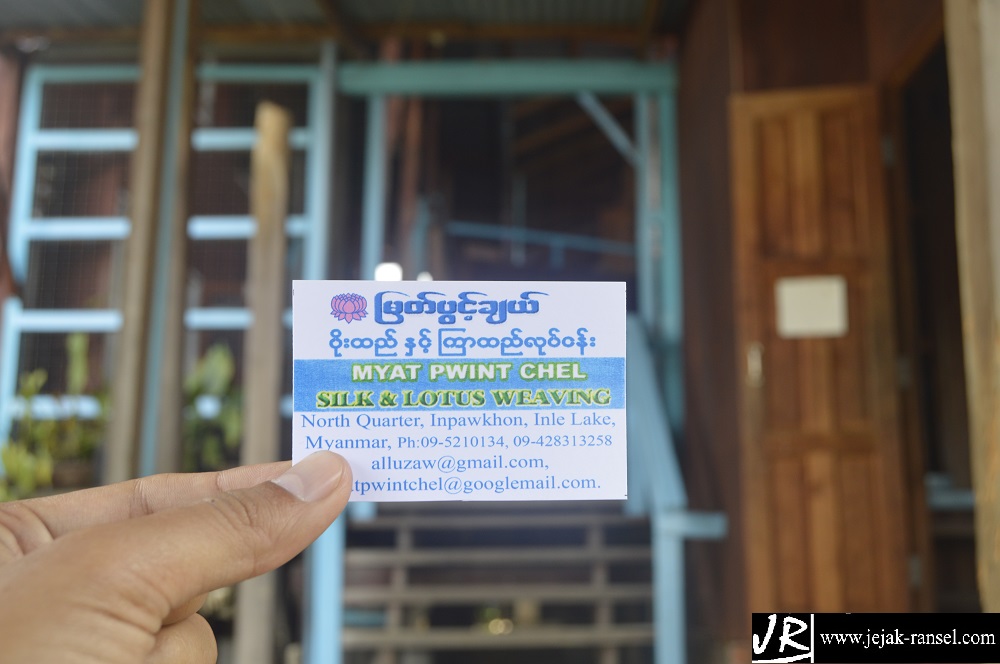 မြတ်ပွင့်ချယ်
ဝိုးထည် နှင့် ကြာထည်လုပ်ငန်း
MYAT PWINT CHEL
SILK & LOTUS WEAVING
North Quarter, Inpawkhon, Inle Lake,
Myanmar, Ph:09-5210134, 09-428313258
alluzaw@gmail.com,
tpwintchel@googlemail.com.
JR www.jejak-ransel.com